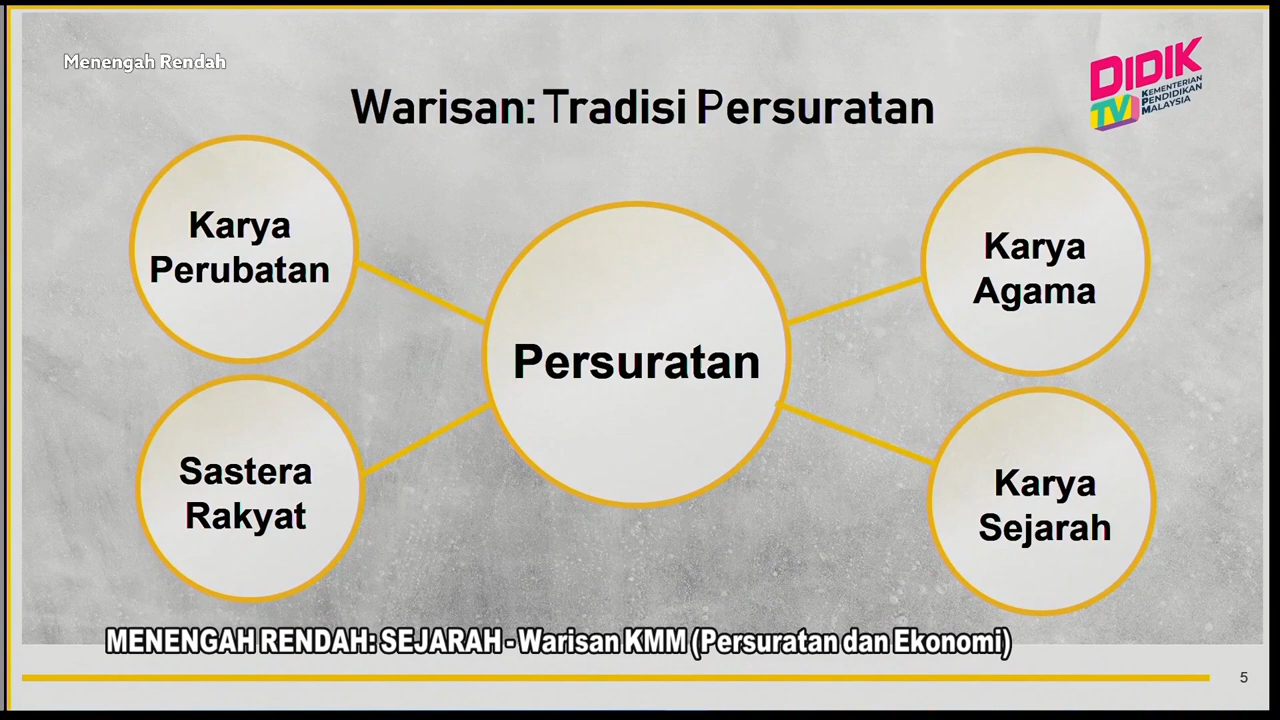 Menengah Rendah
DIDIK
TV
KEMENTERIAN
PENDIDIKAN
MALAYSIA
Warisan: Tradisi Persuratan
Karya
Perubatan
Karya
Agama
Persuratan
Sastera
Rakyat
Karya
Sejarah
MENENGAH RENDAH: SEJARAH - Warisan KMM (Persuratan dan Ekonomi)
5